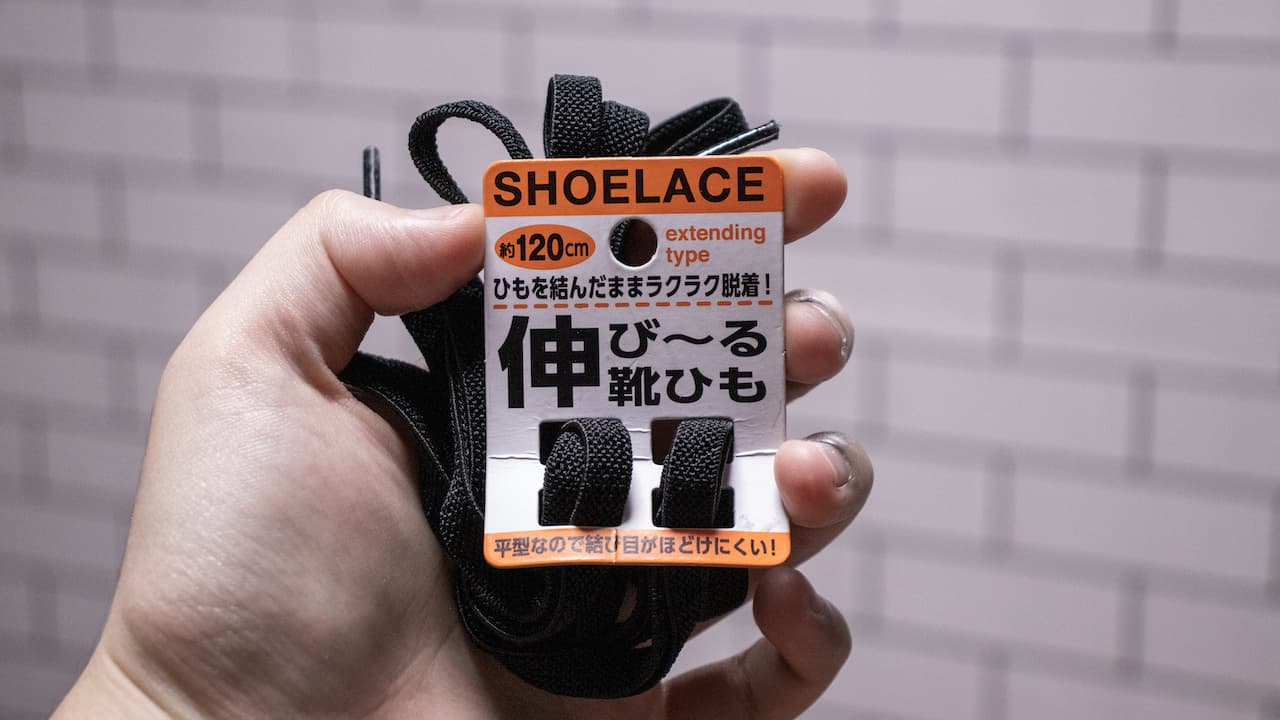 SHOELACE
約120cm
extending
type
ひもを結んだままラクラク脱着!
伸び~る
靴ひも
平型なので結び目がほどけにくい!